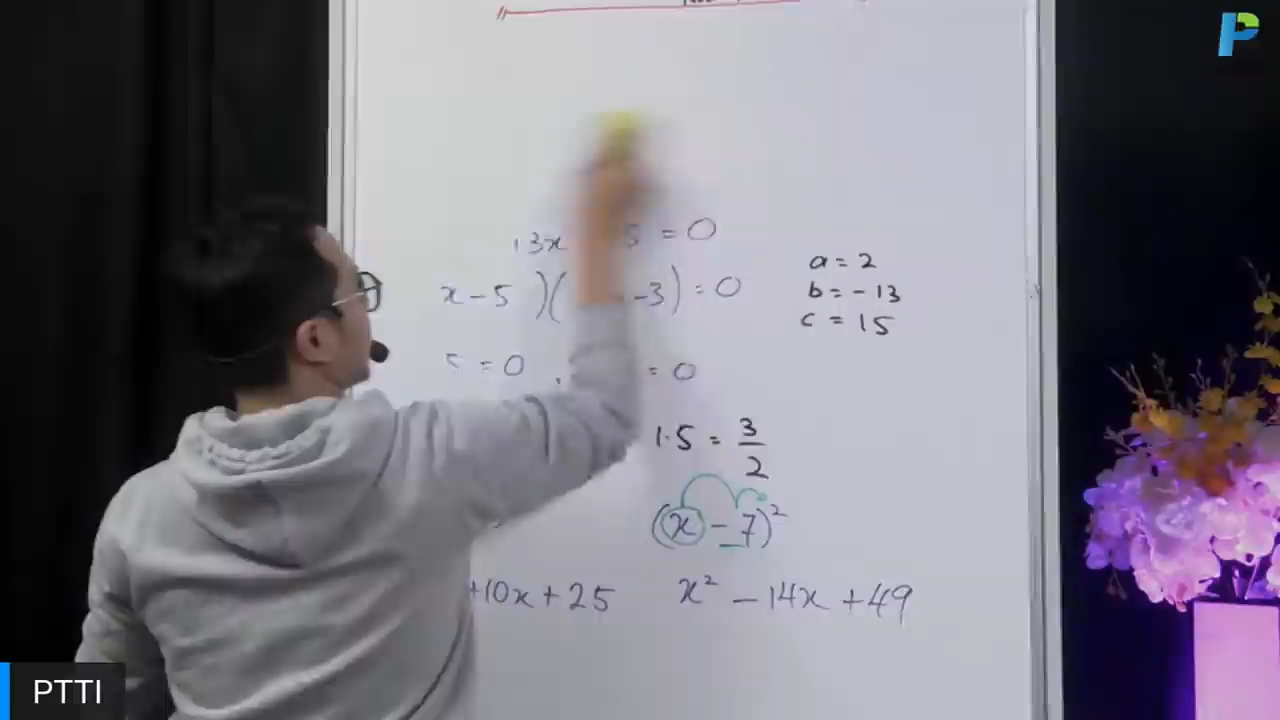 13x = 0
x - 5 )( - 3) = 0
a = 2
b = - 13
c = 15
5 = 0 = 0
1.5 = 3/2
(x - 7)²
+10x + 25 x² - 14x + 49
PTTI